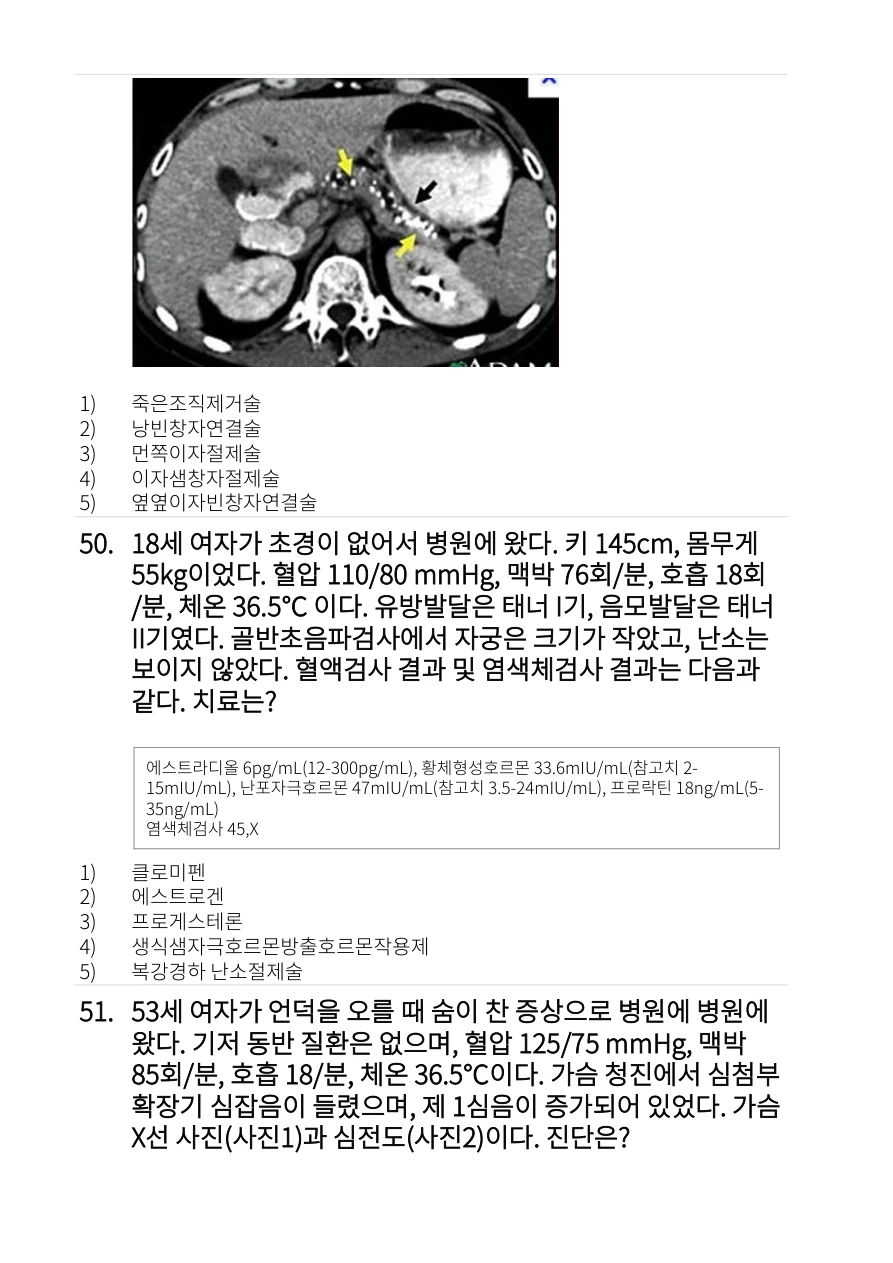 1) 죽은조직제거술
2) 낭빈창자연결술
3) 먼쪽이자절제술
4) 이자샘창자절제술
5) 옆옆이자빈창자연결술
50. 18세 여자가 초경이 없어서 병원에 왔다. 키 145cm, 몸무게
55kg이었다. 혈압 110/80 mmHg, 맥박 76회/분, 호흡 18회
/분, 체온 36.5°C 이다. 유방발달은 태너 I기, 음모발달은 태너
II기였다. 골반초음파검사에서 자궁은 크기가 작았고, 난소는
보이지 않았다. 혈액검사 결과 및 염색체검사 결과는 다음과
같다. 치료는?
에스트라디올 6pg/mL(12-300pg/mL), 황체형성호르몬 33.6mIU/mL(참고치 2-
15mIU/mL), 난포자극호르몬 47mIU/mL(참고치 3.5-24mIU/mL), 프로락틴 18ng/mL(5-
35ng/mL)
염색체검사 45,X
1) 클로미펜
2) 에스트로겐
3) 프로게스테론
4) 생식샘자극호르몬방출호르몬작용제
5) 복강경하 난소절제술
51. 53세 여자가 언덕을 오를 때 숨이 찬 증상으로 병원에 병원에
왔다. 기저 동반 질환은 없으며, 혈압 125/75 mmHg, 맥박
85회/분, 호흡 18/분, 체온 36.5°C이다. 가슴 청진에서 심첨부
확장기 심잡음이 들렸으며, 제 1심음이 증가되어 있었다. 가슴
X선 사진(사진1)과 심전도(사진2)이다. 진단은?